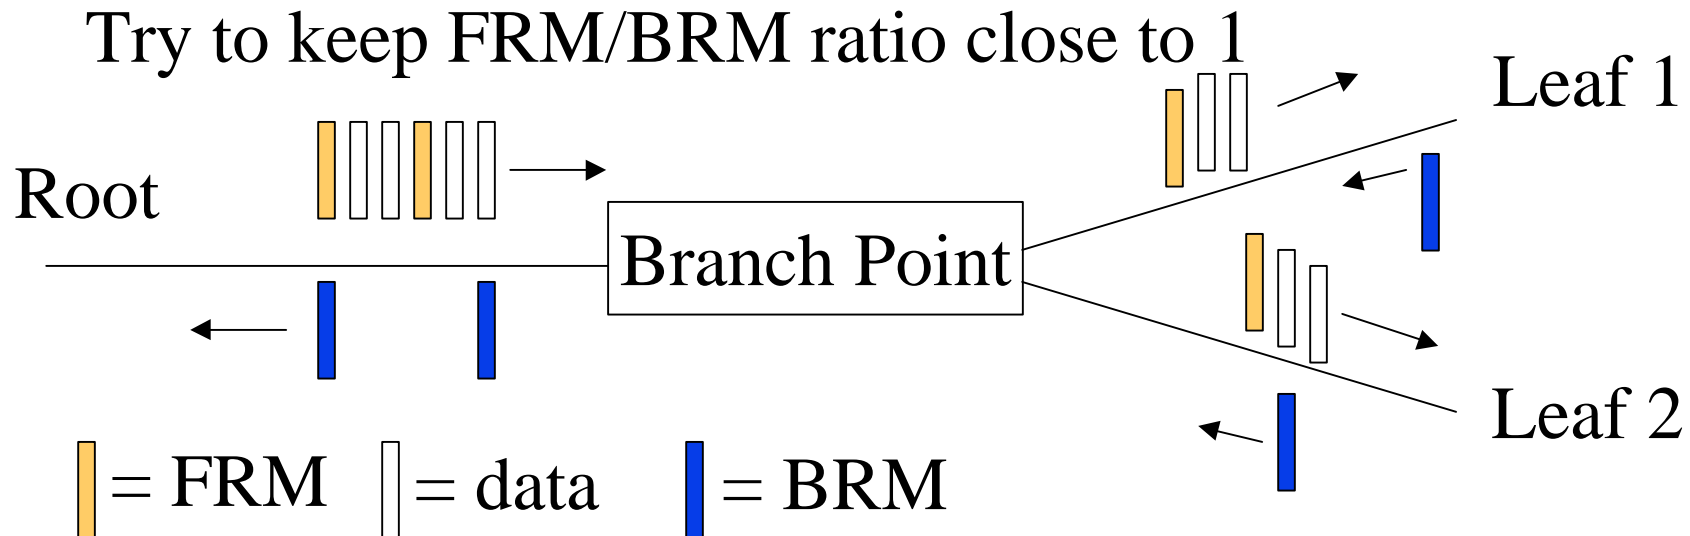 Try to keep FRM/BRM ratio close to 1
Leaf 1
Root
Branch Point
Leaf 2
= FRM
= data
= BRM